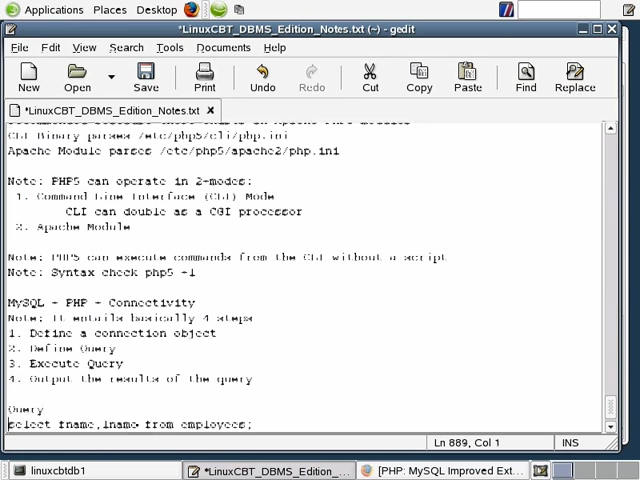 Applications Places Desktop
*LinuxCBT_DBMS_Edition_Notes.txt (~) - gedit
File Edit View Search Tools Documents Help
New Open Save Print Undo Redo Cut Copy Paste Find Replace
*LinuxCBT_DBMS_Edition_Notes.txt
CLI Binary parses /etc/php5/cli/php.ini
Apache Module parses /etc/php5/apache2/php.ini
Note: PHP5 can operate in 2-modes:
1. Command Line Interface (CLI) Mode
CLI can double as a CGI processor
2. Apache Module
Note: PHP5 can execute commands from the CLI without a script
Note: Syntax check php5 -l
MySQL - PHP - Connectivity
Note: It entails basically 4 steps
1. Define a connection object
2. Define Query
3. Execute Query
4. Output the results of the query
Query
select fname,lname from employees;
Ln 889, Col 1 INS
linuxcbtdb1
*LinuxCBT_DBMS_Edition_...
[PHP: MySQL Improved Ext...